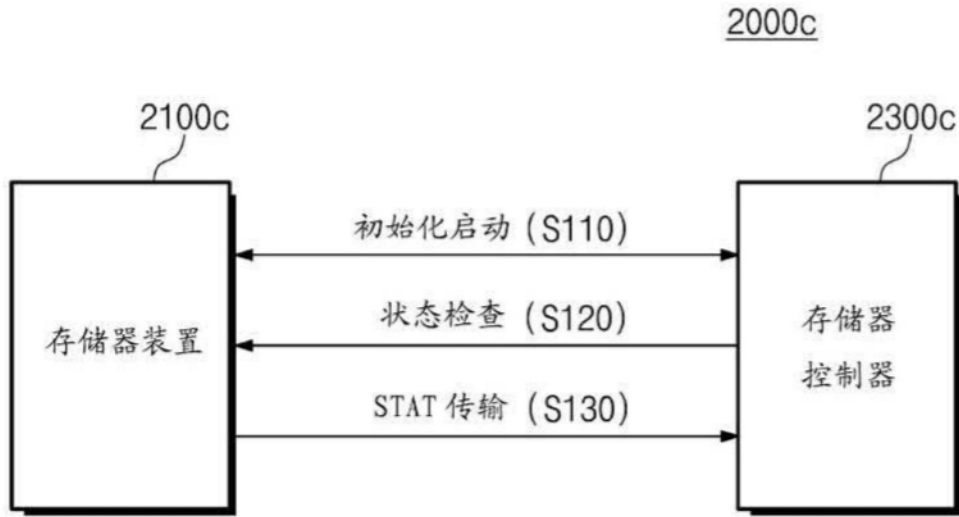 2000c
2100c
2300c
初始化启动 (S110)
状态检查 (S120)
存储器装置
存储器
控制器
STAT 传输 (S130)